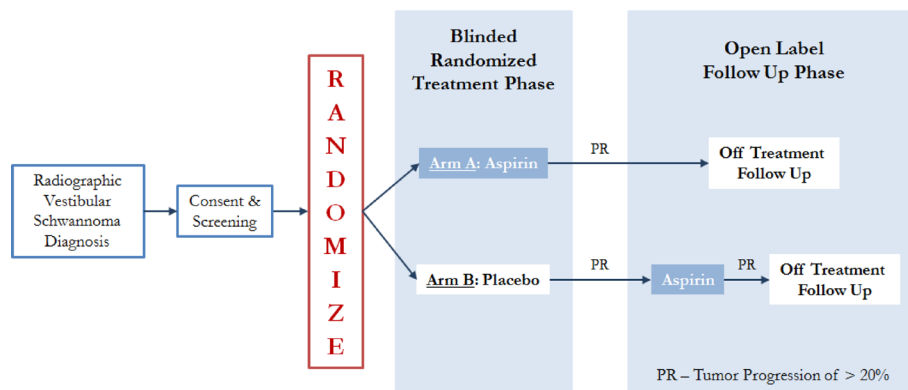 Radiographic
Vestibular
Schwannoma
Diagnosis
Consent &
Screening
RANDOMIZE
Blinded
Randomized
Treatment Phase
Arm A: Aspirin
Arm B: Placebo
PR
PR
Open Label
Follow Up Phase
Off Treatment
Follow Up
Aspirin
PR
Off Treatment
Follow Up
PR – Tumor Progression of > 20%